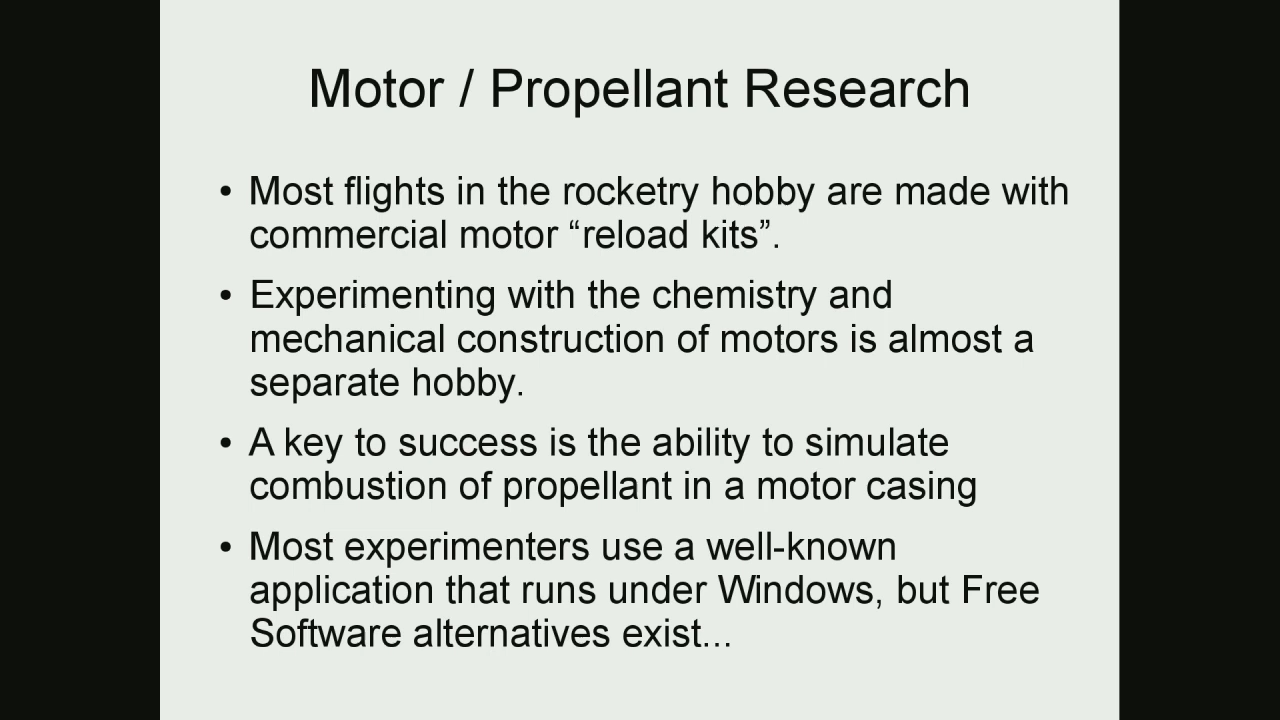 Motor / Propellant Research
• Most flights in the rocketry hobby are made with
commercial motor “reload kits”.
• Experimenting with the chemistry and
mechanical construction of motors is almost a
separate hobby.
• A key to success is the ability to simulate
combustion of propellant in a motor casing
• Most experimenters use a well-known
application that runs under Windows, but Free
Software alternatives exist...